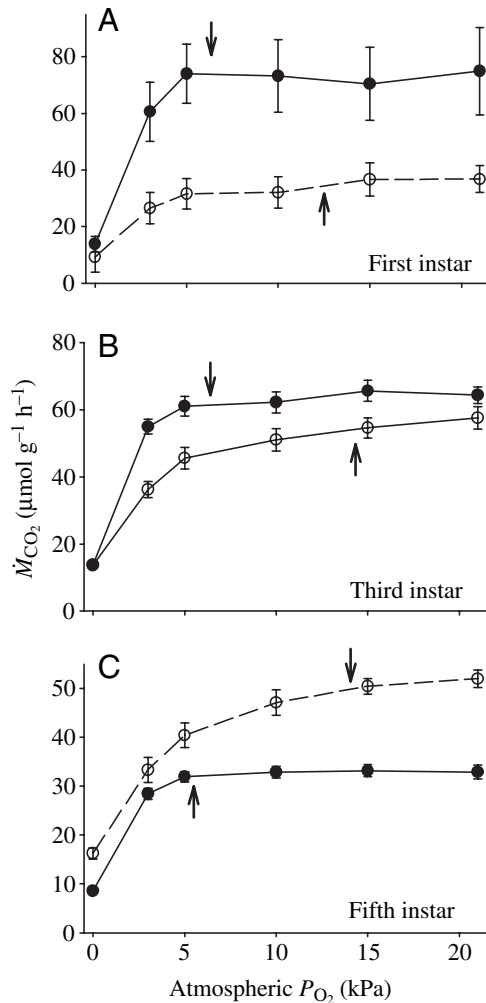 A
80
60
40
20
0
First instar
B
80
60
40
20
0
Third instar
ṀCO₂ (μmol g⁻¹ h⁻¹)
C
50
40
30
20
10
0
Fifth instar
0 5 10 15 20
Atmospheric PO₂ (kPa)